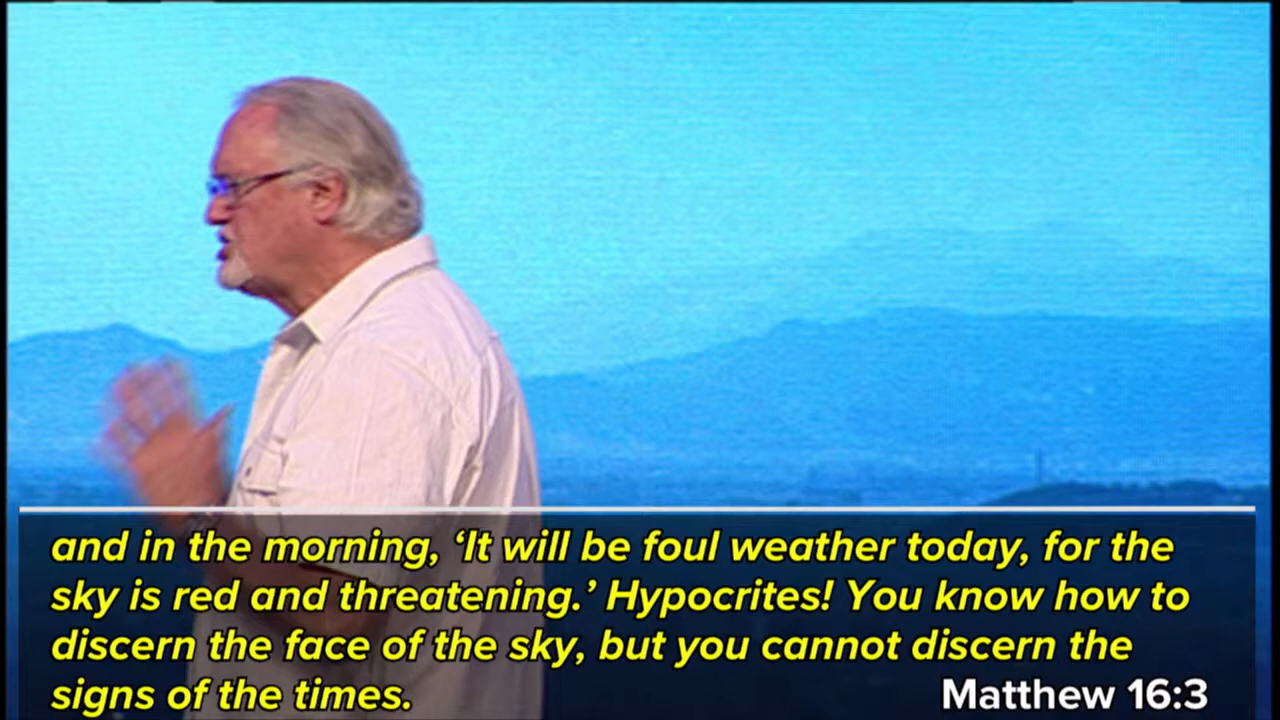 and in the morning, ‘It will be foul weather today, for the
sky is red and threatening.’ Hypocrites! You know how to
discern the face of the sky, but you cannot discern the
signs of the times.
Matthew 16:3